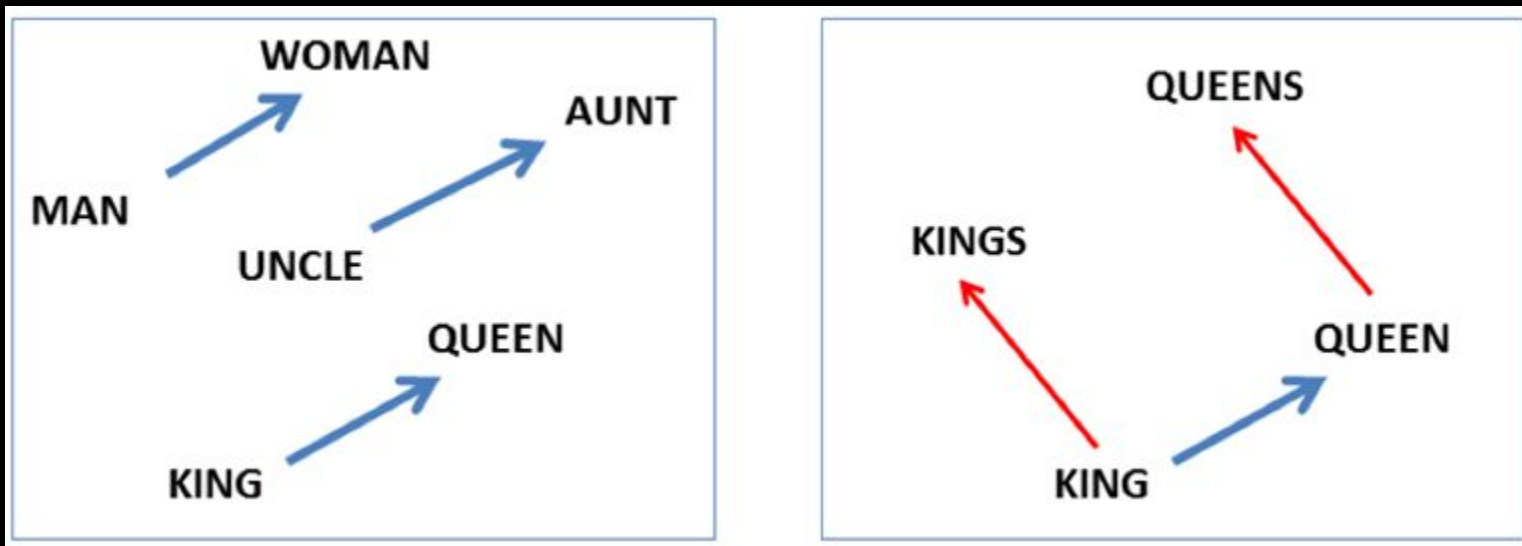 WOMAN
AUNT
MAN
UNCLE
QUEEN
KING
QUEENS
KINGS
QUEEN
KING